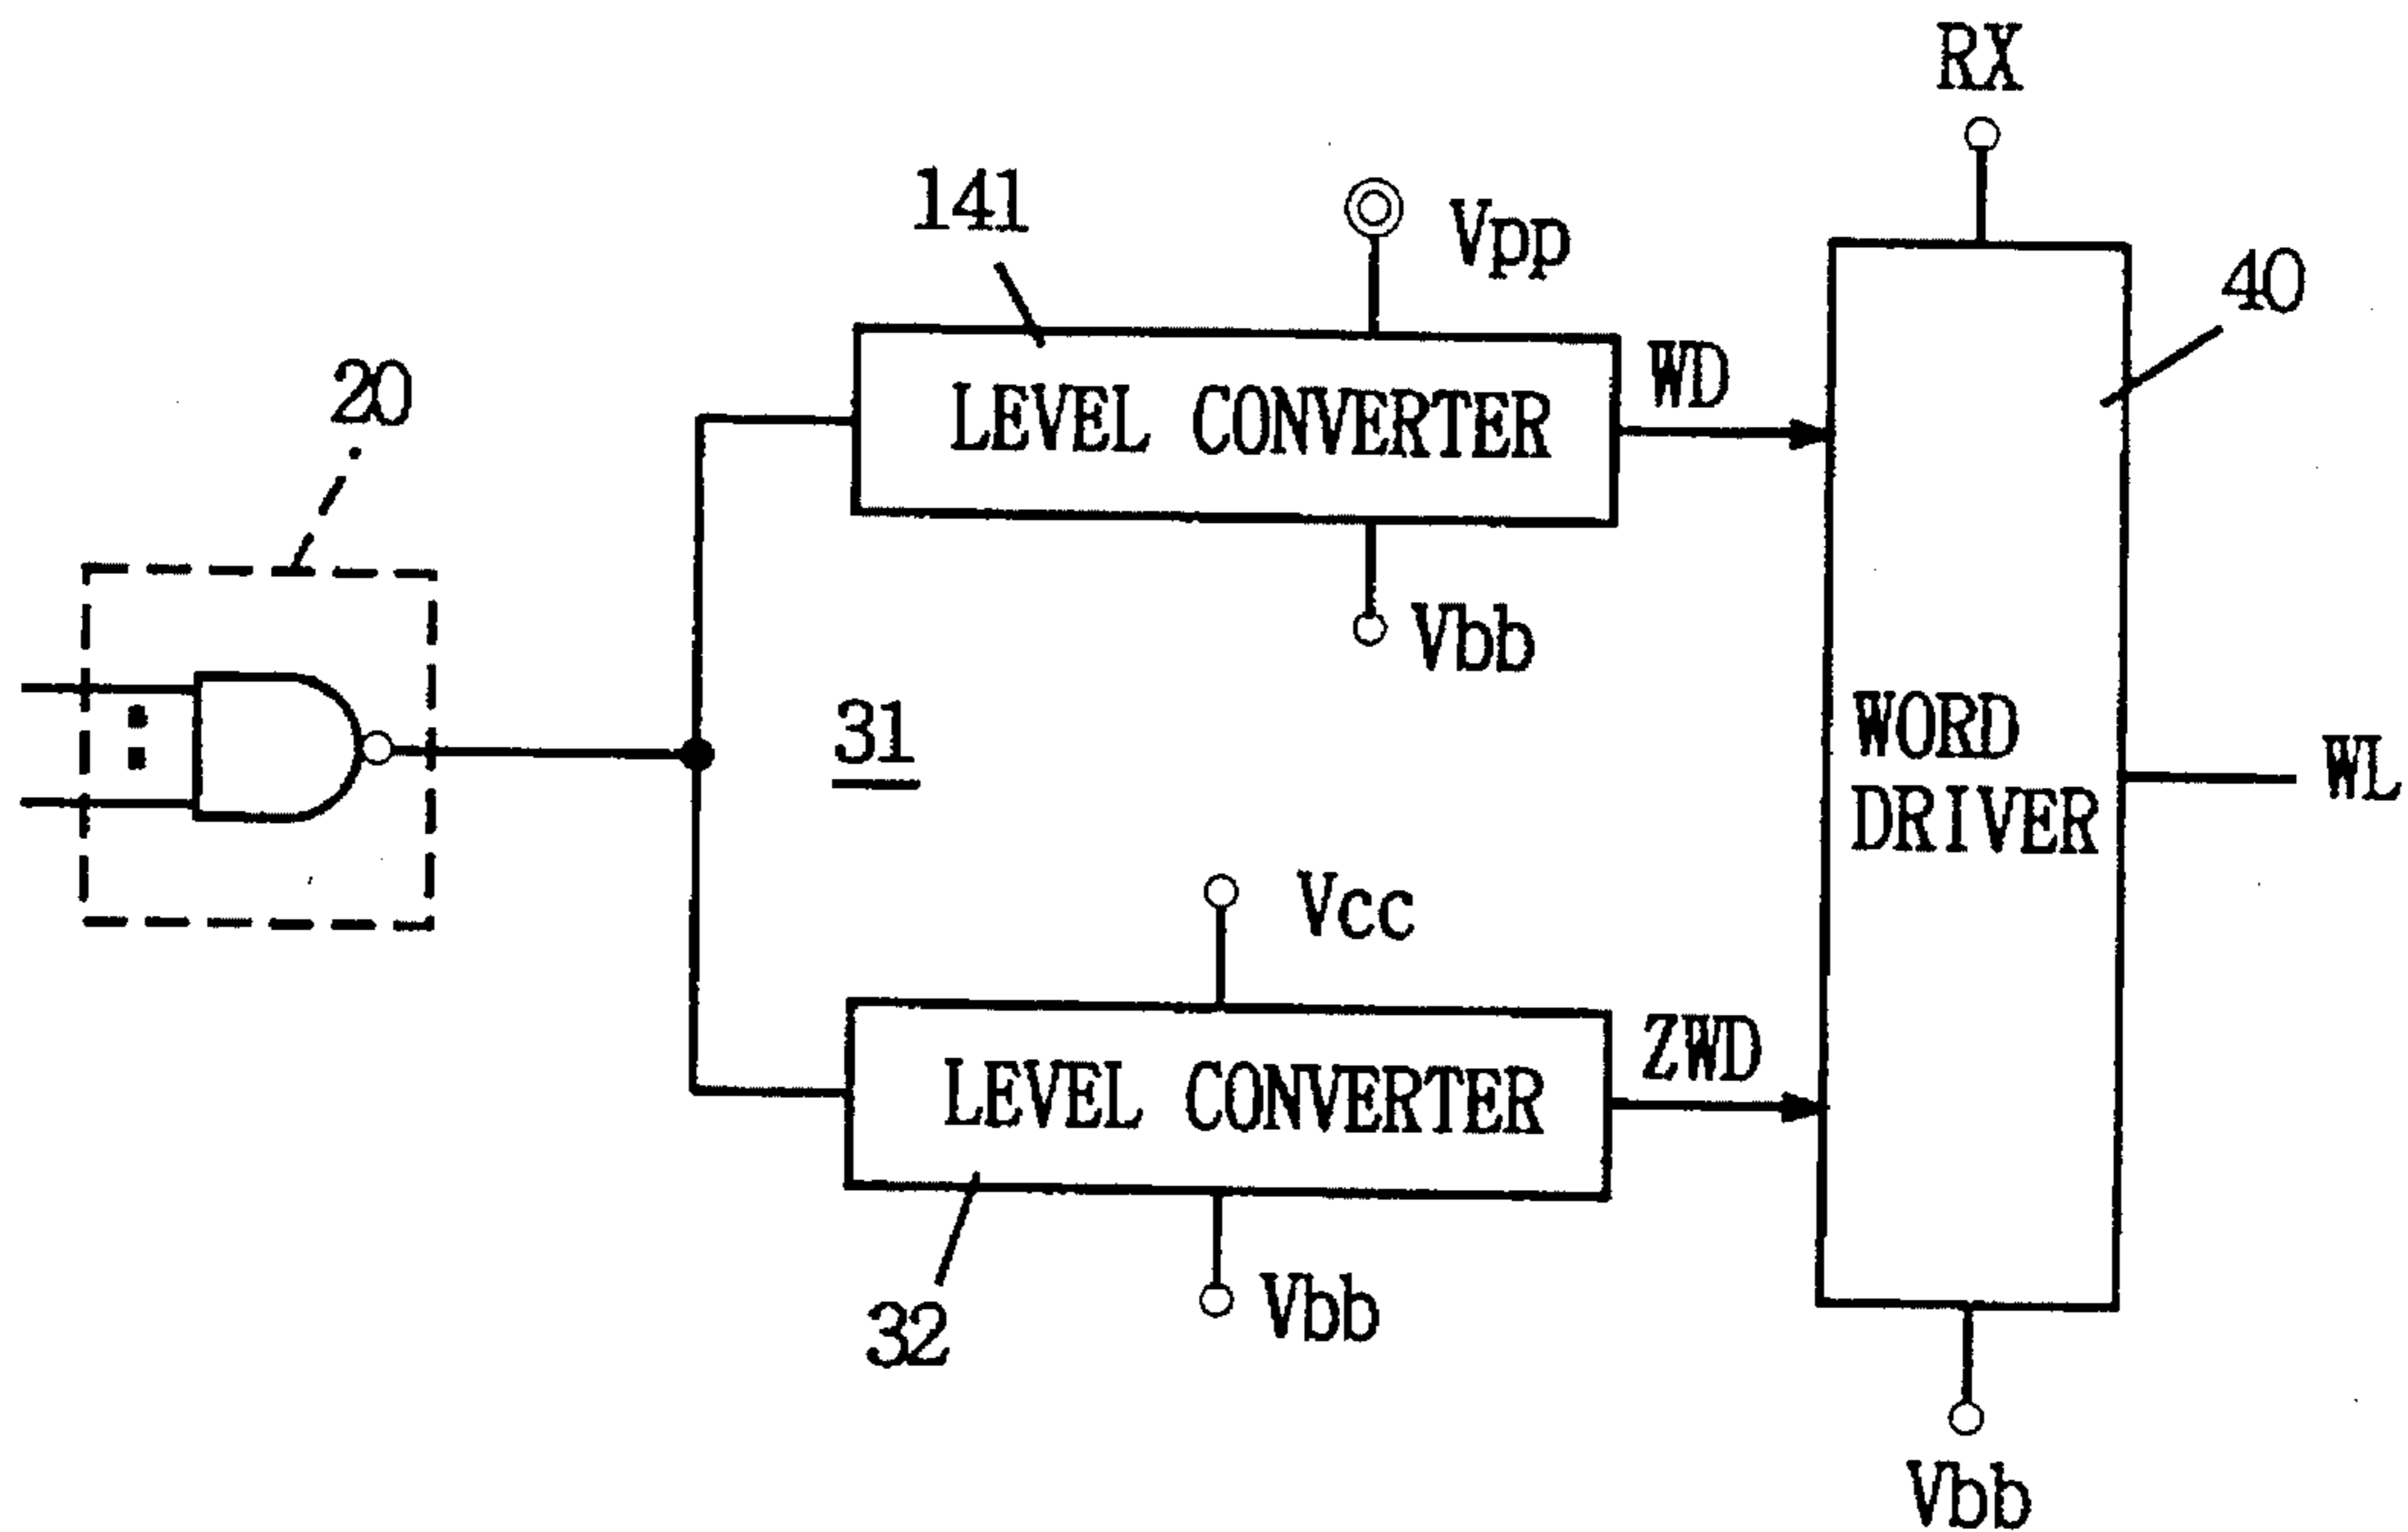 RX
141
Vpp
40
20
WD
LEVEL CONVERTER
Vbb
31
WORD
DRIVER
WL
Vcc
ZWD
LEVEL CONVERTER
32
Vbb
Vbb